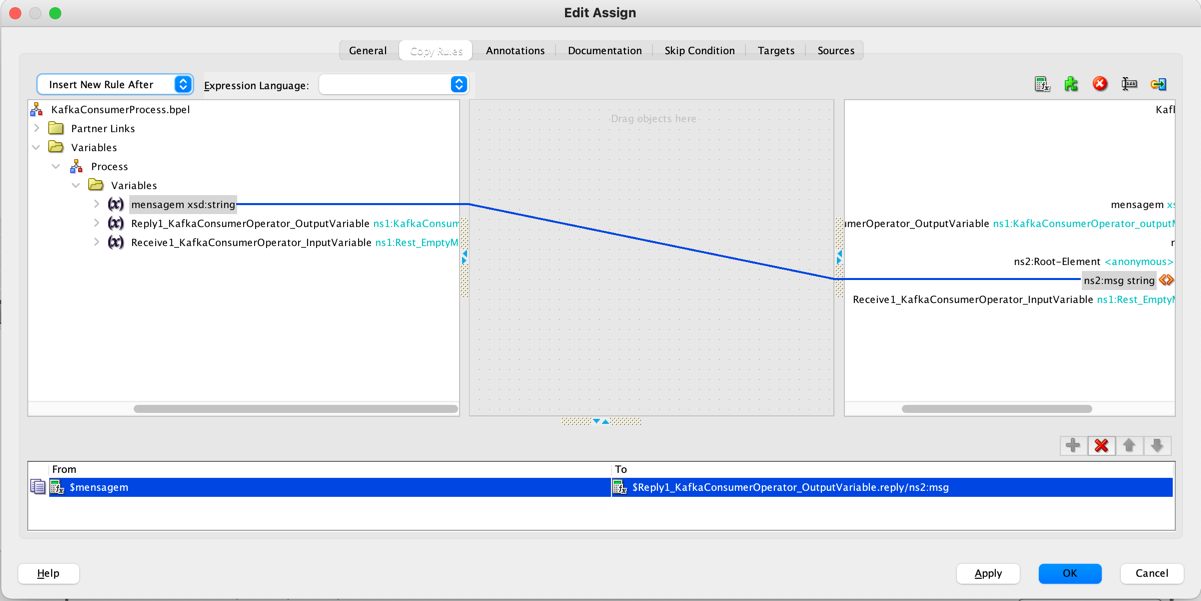 Edit Assign
General Copy Rules Annotations Documentation Skip Condition Targets Sources
Insert New Rule After Expression Language:
KafkaConsumerProcess.bpel
Partner Links
Variables
Process
Variables
mensagem xsd:string
Reply1_KafkaConsumerOperator_OutputVariable ns1:KafkaConsum
Receive1_KafkaConsumerOperator_InputVariable ns1:Rest_EmptyM
Drag objects here
Kafl
mensagem xs
umerOperator_OutputVariable ns1:KafkaConsumerOperator_outputM
r
ns2:Root-Element <anonymous>
ns2:msg string
Receive1_KafkaConsumerOperator_InputVariable ns1:Rest_EmptyM
From To
$mensagem $Reply1_KafkaConsumerOperator_OutputVariable.reply/ns2:msg
Help Apply OK Cancel